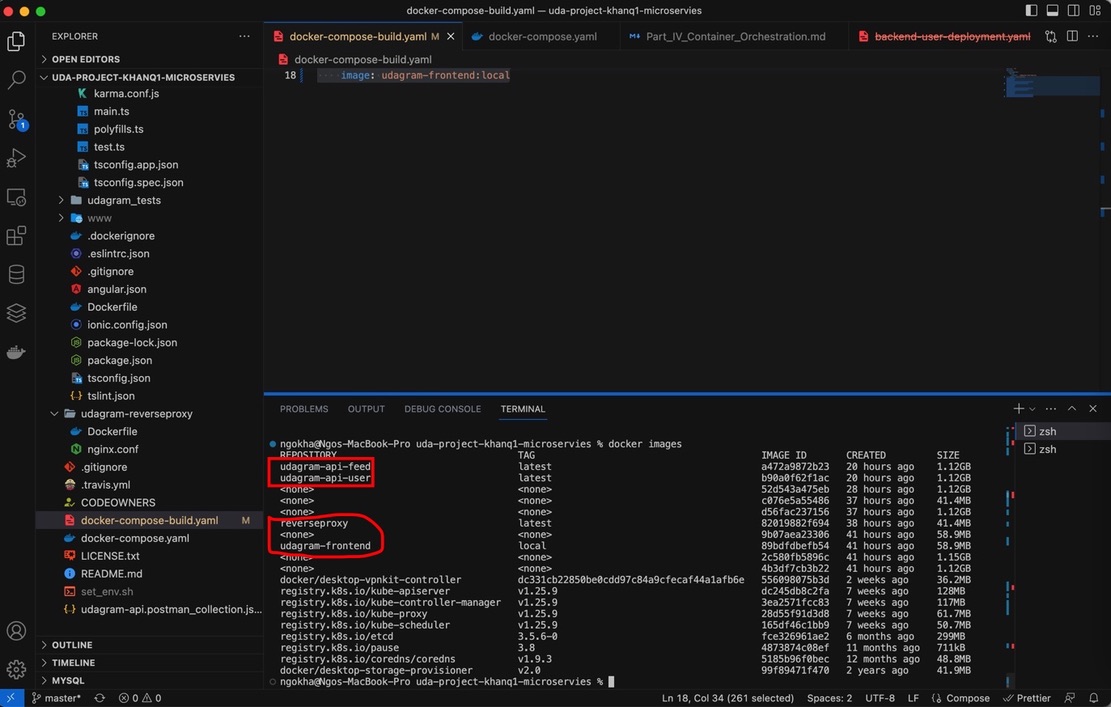 docker-compose-build.yaml — uda-project-khanq1-microservies
EXPLORER
OPEN EDITORS
UDA-PROJECT-KHANQ1-MICROSERVIES
karma.conf.js
main.ts
polyfills.ts
test.ts
tsconfig.app.json
tsconfig.spec.json
udagram_tests
www
.dockerignore
.eslintrc.json
.gitignore
angular.json
Dockerfile
ionic.config.json
package-lock.json
package.json
tsconfig.json
tslint.json
udagram-reverseproxy
Dockerfile
nginx.conf
.gitignore
.travis.yml
CODEOWNERS
docker-compose-build.yaml M
docker-compose.yaml
LICENSE.txt
README.md
set_env.sh
udagram-api.postman_collection.js...
OUTLINE
TIMELINE
MYSQL
docker-compose-build.yaml M
docker-compose.yaml
Part_IV_Container_Orchestration.md
backend-user-deployment.yaml
docker-compose-build.yaml
18 image: udagram-frontend:local
PROBLEMS OUTPUT DEBUG CONSOLE TERMINAL
zsh
zsh
ngokha@Ngos-MacBook-Pro uda-project-khanq1-microservies % docker images
REPOSITORY TAG IMAGE ID CREATED SIZE
udagram-api-feed latest a472a9872b23 20 hours ago 1.12GB
udagram-api-user latest b90a0f62f1ac 20 hours ago 1.12GB
<none> <none> 52d543a475eb 28 hours ago 1.12GB
<none> <none> c076e5a55486 37 hours ago 41.4MB
<none> <none> d56fac237156 37 hours ago 1.12GB
reverseproxy latest 82019882f694 38 hours ago 41.4MB
<none> <none> 9b07aea23306 41 hours ago 58.9MB
udagram-frontend local 89bdfdbefb54 41 hours ago 58.9MB
<none> <none> 2c580fb5896c 41 hours ago 1.15GB
<none> <none> 4b3df7cb3b22 41 hours ago 1.12GB
docker/desktop-vpnkit-controller dc331cb22850be0cdd97c84a9cfecaf44a1afb6e 556098075b3d 2 weeks ago 36.2MB
registry.k8s.io/kube-apiserver v1.25.9 dc245db8c2fa 7 weeks ago 128MB
registry.k8s.io/kube-controller-manager v1.25.9 3ea2571fcc83 7 weeks ago 117MB
registry.k8s.io/kube-proxy v1.25.9 28d55f91d3d8 7 weeks ago 61.7MB
registry.k8s.io/kube-scheduler v1.25.9 165df46c1bb9 7 weeks ago 50.7MB
registry.k8s.io/etcd 3.5.6-0 fce326961ae2 6 months ago 299MB
registry.k8s.io/pause 3.8 4873874c08ef 11 months ago 711kB
registry.k8s.io/coredns/coredns v1.9.3 5185b96f0bec 12 months ago 48.8MB
docker/desktop-storage-provisioner v2.0 99f89471f470 2 years ago 41.9MB
ngokha@Ngos-MacBook-Pro uda-project-khanq1-microservies %
master* 0 0 Ln 18, Col 34 (261 selected) Spaces: 2 UTF-8 LF Compose Prettier